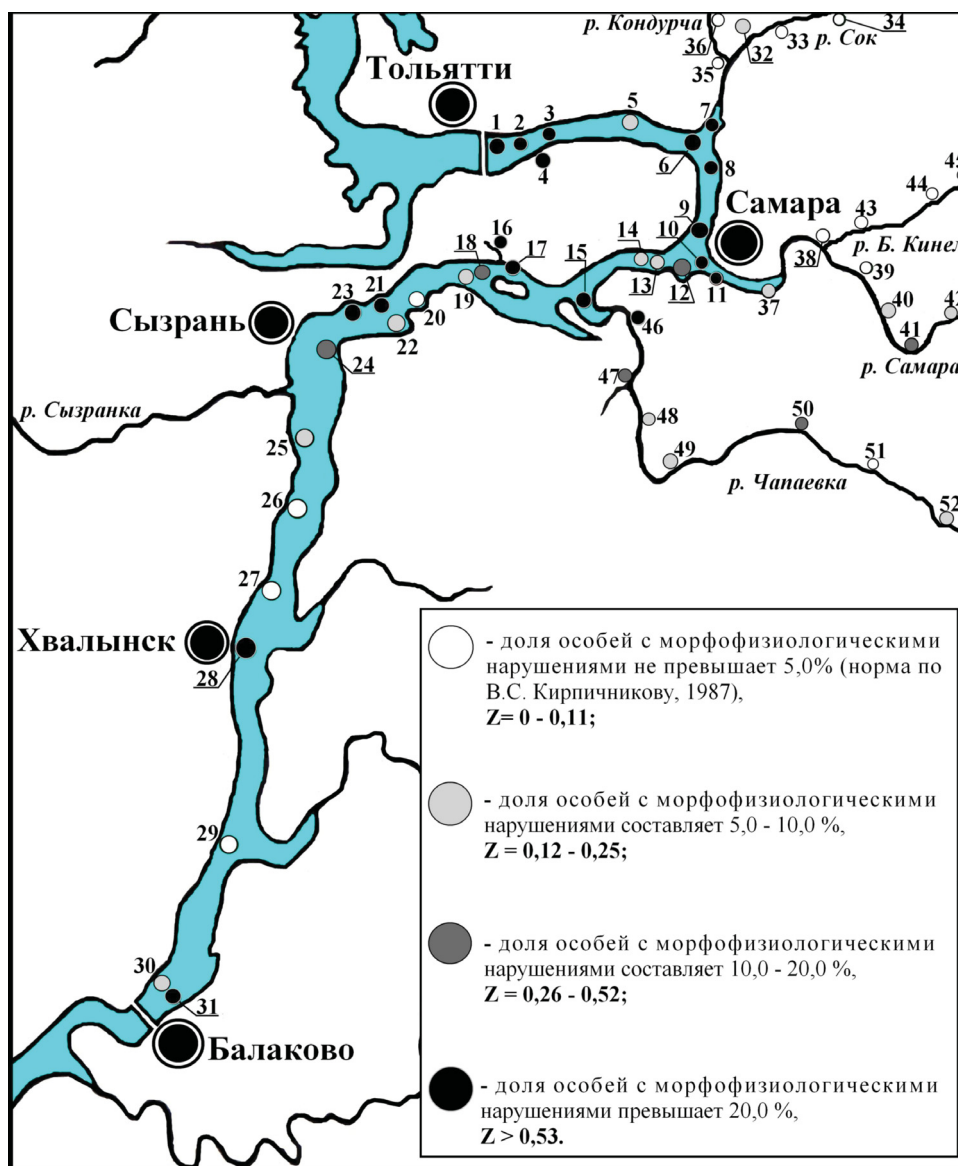 р. Кондурча
34
36
32
33
р. Сок
35
Тольятти
1
2
3
4
5
6
7
8
9
10
Самара
45
44
43
р. Б. Кинел
38
39
40
42
41
р. Самара
37
11
12
13
14
15
16
17
18
19
20
21
22
23
Сызрань
24
46
47
48
49
50
51
52
р. Чапаевка
р. Сызранка
25
26
27
Хвалынск
28
29
30
31
Балаково
- доля особей с морфофизиологическими
нарушениями не превышает 5,0% (норма по
В.С. Кирпичникову, 1987),
Z= 0 - 0,11;
- доля особей с морфофизиологическими
нарушениями составляет 5,0 - 10,0 %,
Z = 0,12 - 0,25;
- доля особей с морфофизиологическими
нарушениями составляет 10,0 - 20,0 %,
Z = 0,26 - 0,52;
- доля особей с морфофизиологическими
нарушениями превышает 20,0 %,
Z > 0,53.